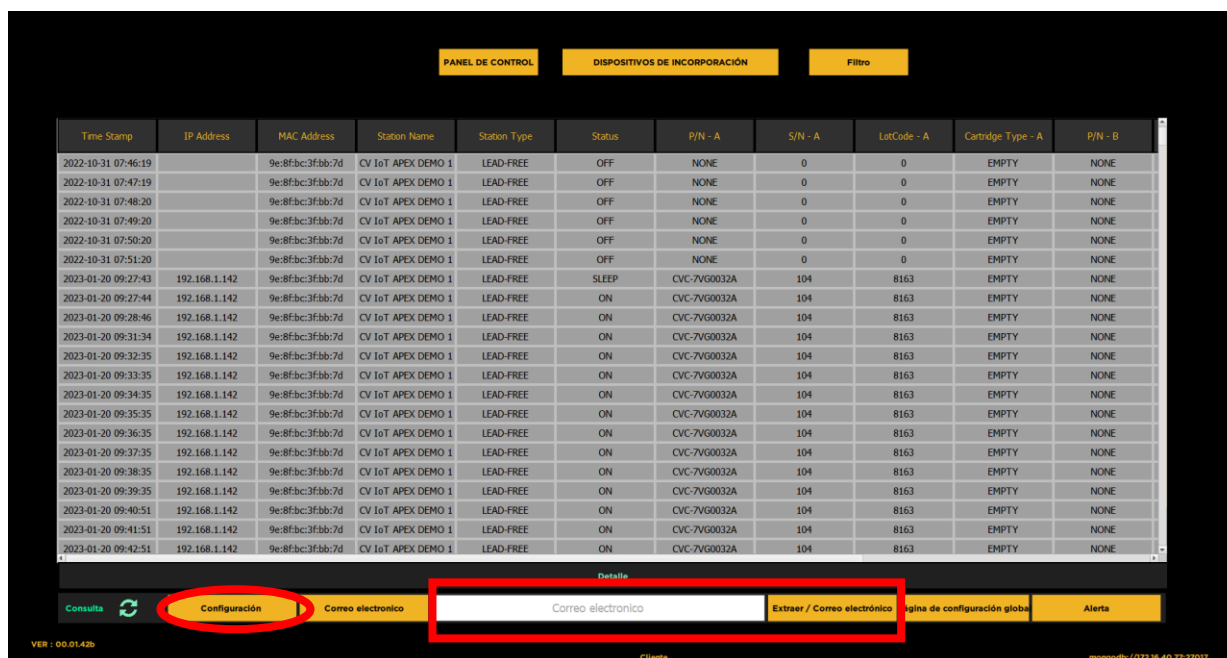 PANEL DE CONTROL DISPOSITIVOS DE INCORPORACIÓN Filtro
Time Stamp IP Address MAC Address Station Name Station Type Status P/N - A S/N - A LotCode - A Cartridge Type - A P/N - B
2022-10-31 07:46:19 9e:8f:bc:3f:bb:7d CV IoT APEX DEMO 1 LEAD-FREE OFF NONE 0 0 EMPTY NONE
2022-10-31 07:47:19 9e:8f:bc:3f:bb:7d CV IoT APEX DEMO 1 LEAD-FREE OFF NONE 0 0 EMPTY NONE
2022-10-31 07:48:20 9e:8f:bc:3f:bb:7d CV IoT APEX DEMO 1 LEAD-FREE OFF NONE 0 0 EMPTY NONE
2022-10-31 07:49:20 9e:8f:bc:3f:bb:7d CV IoT APEX DEMO 1 LEAD-FREE OFF NONE 0 0 EMPTY NONE
2022-10-31 07:50:20 9e:8f:bc:3f:bb:7d CV IoT APEX DEMO 1 LEAD-FREE OFF NONE 0 0 EMPTY NONE
2022-10-31 07:51:20 9e:8f:bc:3f:bb:7d CV IoT APEX DEMO 1 LEAD-FREE OFF NONE 0 0 EMPTY NONE
2023-01-20 09:27:43 192.168.1.142 9e:8f:bc:3f:bb:7d CV IoT APEX DEMO 1 LEAD-FREE SLEEP CVC-7VG0032A 104 8163 EMPTY NONE
2023-01-20 09:27:44 192.168.1.142 9e:8f:bc:3f:bb:7d CV IoT APEX DEMO 1 LEAD-FREE ON CVC-7VG0032A 104 8163 EMPTY NONE
2023-01-20 09:28:46 192.168.1.142 9e:8f:bc:3f:bb:7d CV IoT APEX DEMO 1 LEAD-FREE ON CVC-7VG0032A 104 8163 EMPTY NONE
2023-01-20 09:31:34 192.168.1.142 9e:8f:bc:3f:bb:7d CV IoT APEX DEMO 1 LEAD-FREE ON CVC-7VG0032A 104 8163 EMPTY NONE
2023-01-20 09:32:35 192.168.1.142 9e:8f:bc:3f:bb:7d CV IoT APEX DEMO 1 LEAD-FREE ON CVC-7VG0032A 104 8163 EMPTY NONE
2023-01-20 09:33:35 192.168.1.142 9e:8f:bc:3f:bb:7d CV IoT APEX DEMO 1 LEAD-FREE ON CVC-7VG0032A 104 8163 EMPTY NONE
2023-01-20 09:34:35 192.168.1.142 9e:8f:bc:3f:bb:7d CV IoT APEX DEMO 1 LEAD-FREE ON CVC-7VG0032A 104 8163 EMPTY NONE
2023-01-20 09:35:35 192.168.1.142 9e:8f:bc:3f:bb:7d CV IoT APEX DEMO 1 LEAD-FREE ON CVC-7VG0032A 104 8163 EMPTY NONE
2023-01-20 09:36:35 192.168.1.142 9e:8f:bc:3f:bb:7d CV IoT APEX DEMO 1 LEAD-FREE ON CVC-7VG0032A 104 8163 EMPTY NONE
2023-01-20 09:37:35 192.168.1.142 9e:8f:bc:3f:bb:7d CV IoT APEX DEMO 1 LEAD-FREE ON CVC-7VG0032A 104 8163 EMPTY NONE
2023-01-20 09:38:35 192.168.1.142 9e:8f:bc:3f:bb:7d CV IoT APEX DEMO 1 LEAD-FREE ON CVC-7VG0032A 104 8163 EMPTY NONE
2023-01-20 09:39:35 192.168.1.142 9e:8f:bc:3f:bb:7d CV IoT APEX DEMO 1 LEAD-FREE ON CVC-7VG0032A 104 8163 EMPTY NONE
2023-01-20 09:40:51 192.168.1.142 9e:8f:bc:3f:bb:7d CV IoT APEX DEMO 1 LEAD-FREE ON CVC-7VG0032A 104 8163 EMPTY NONE
2023-01-20 09:41:51 192.168.1.142 9e:8f:bc:3f:bb:7d CV IoT APEX DEMO 1 LEAD-FREE ON CVC-7VG0032A 104 8163 EMPTY NONE
2023-01-20 09:42:51 192.168.1.142 9e:8f:bc:3f:bb:7d CV IoT APEX DEMO 1 LEAD-FREE ON CVC-7VG0032A 104 8163 EMPTY NONE
Detalle
Consulta Configuración Correo electronico Correo electronico Extraer / Correo electrónico ágina de configuración globa Alerta
VER : 00.01.42b
Cliente mongodb://172.16.40.77:27017